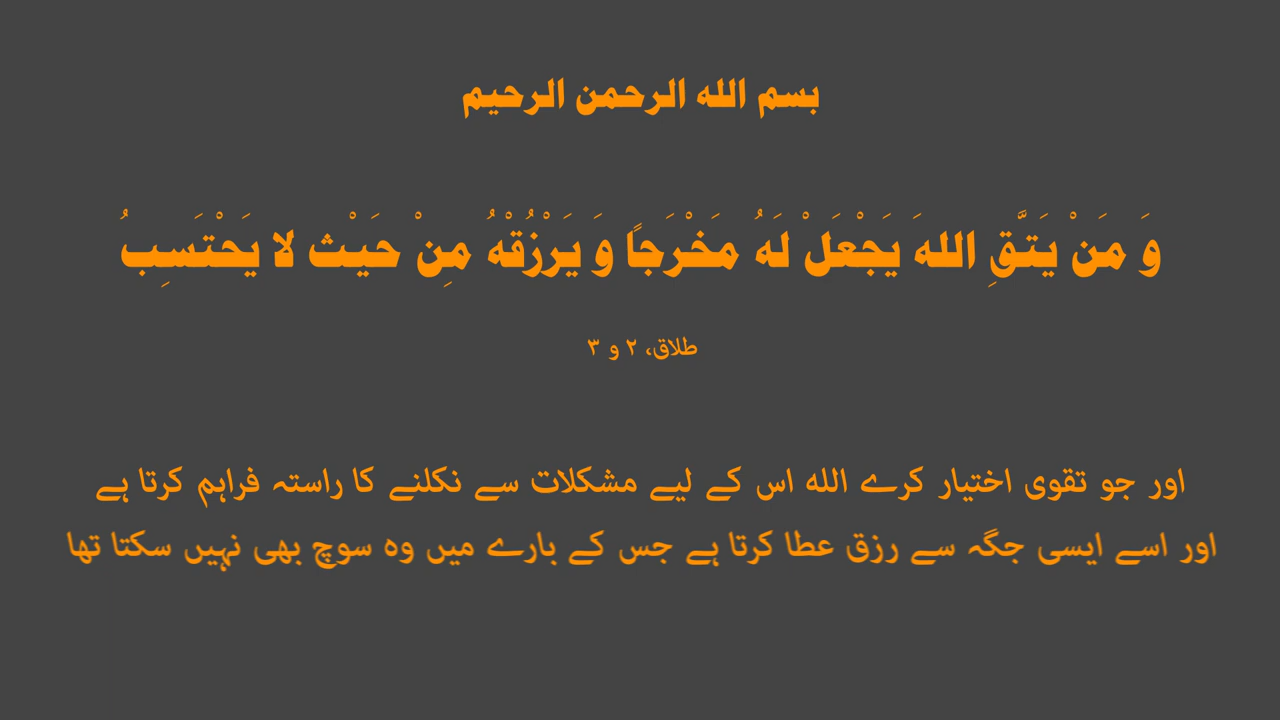 بسم الله الرحمن الرحیم
وَ مَنْ یَتَّقِ اللهَ یَجْعَلْ لَهُ مَخْرَجاً وَ یَرْزُقْهُ مِنْ حَیْث لا یَحْتَسِبُ
طلاق، ۲ و ۳
اور جو تقوی اختیار کرے الله اس کے لیے مشکلات سے نکلنے کا راستہ فراہم کرتا ہے
اور اسے ایسی جگہ سے رزق عطا کرتا ہے جس کے بارے میں وہ سوچ بھی نہیں سکتا تھا